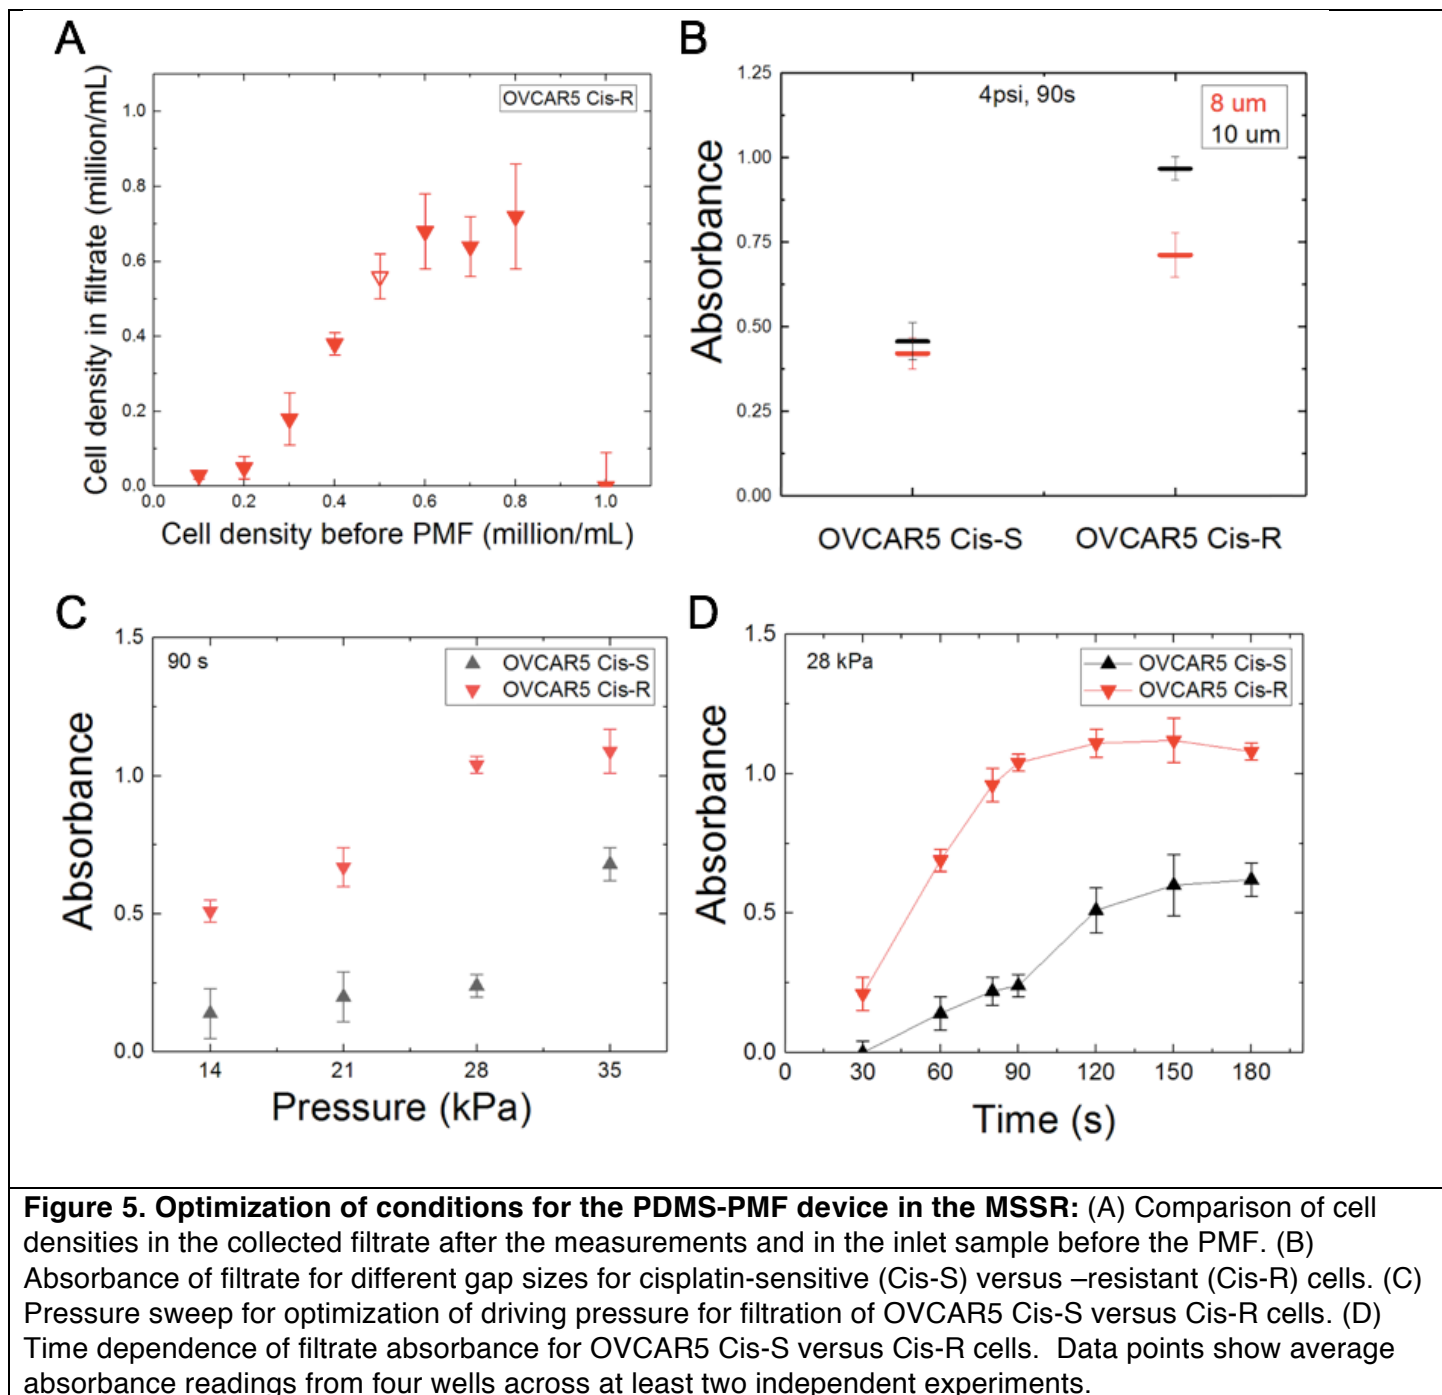 A
OVCAR5 Cis-R
Cell density in filtrate (million/mL)
1.0
0.8
0.6
0.4
0.2
0.0
0.0 0.2 0.4 0.6 0.8 1.0
Cell density before PMF (million/mL)
B
4psi, 90s
8 um
10 um
Absorbance
1.25
1.00
0.75
0.50
0.25
0.00
OVCAR5 Cis-S OVCAR5 Cis-R
C
90 s
OVCAR5 Cis-S
OVCAR5 Cis-R
Absorbance
1.5
1.0
0.5
0.0
14 21 28 35
Pressure (kPa)
D
28 kPa
OVCAR5 Cis-S
OVCAR5 Cis-R
Absorbance
1.5
1.0
0.5
0.0
0 30 60 90 120 150 180
Time (s)
Figure 5. Optimization of conditions for the PDMS-PMF device in the MSSR: (A) Comparison of cell
densities in the collected filtrate after the measurements and in the inlet sample before the PMF. (B)
Absorbance of filtrate for different gap sizes for cisplatin-sensitive (Cis-S) versus –resistant (Cis-R) cells. (C)
Pressure sweep for optimization of driving pressure for filtration of OVCAR5 Cis-S versus Cis-R cells. (D)
Time dependence of filtrate absorbance for OVCAR5 Cis-S versus Cis-R cells.  Data points show average
absorbance readings from four wells across at least two independent experiments.